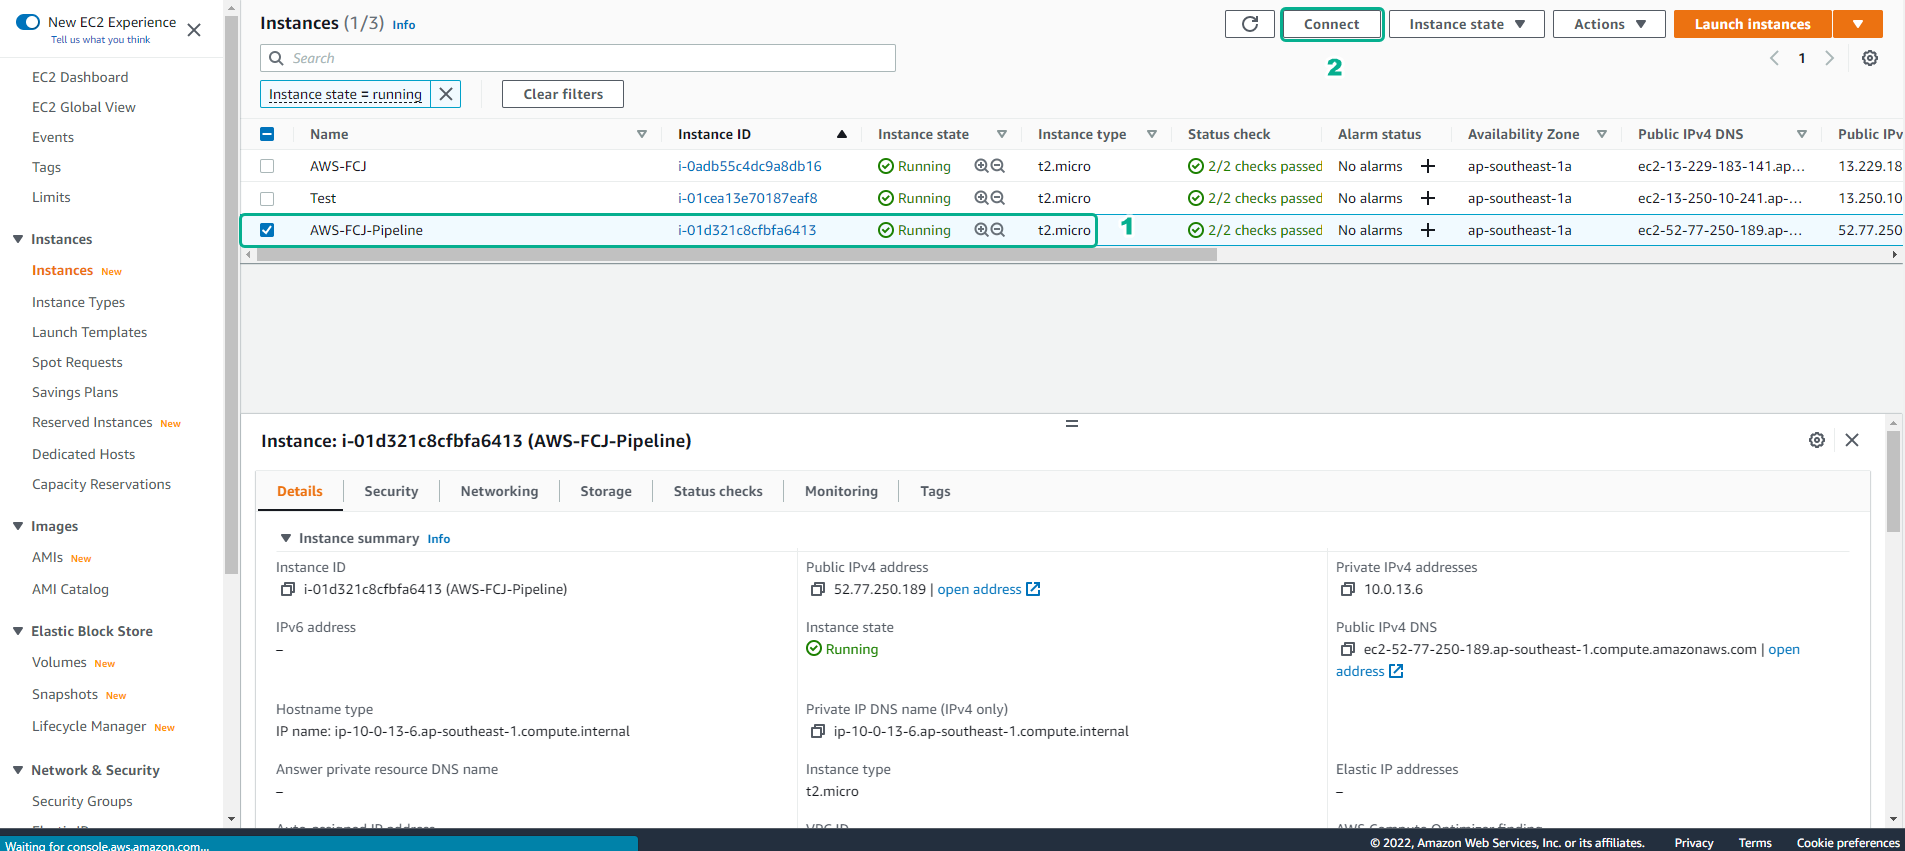 New EC2 Experience
Tell us what you think
EC2 Dashboard
EC2 Global View
Events
Tags
Limits
Instances
Instances New
Instance Types
Launch Templates
Spot Requests
Savings Plans
Reserved Instances New
Dedicated Hosts
Capacity Reservations
Images
AMIs New
AMI Catalog
Elastic Block Store
Volumes New
Snapshots New
Lifecycle Manager New
Network & Security
Security Groups
Instances (1/3) Info
Connect
Instance state
Actions
Launch instances
Search
2
1
Instance state = running
Clear filters
Name Instance ID Instance state Instance type Status check Alarm status Availability Zone Public IPv4 DNS Public IPv
AWS-FCJ i-0adb55c4dc9a8db16 Running t2.micro 2/2 checks passed No alarms ap-southeast-1a ec2-13-229-183-141.ap-... 13.229.18
Test i-01cea13e70187eaf8 Running t2.micro 2/2 checks passed No alarms ap-southeast-1a ec2-13-250-10-241.ap-... 13.250.10
AWS-FCJ-Pipeline i-01d321c8cfbfa6413 Running t2.micro 1 2/2 checks passed No alarms ap-southeast-1a ec2-52-77-250-189.ap-... 52.77.250
Instance: i-01d321c8cfbfa6413 (AWS-FCJ-Pipeline)
Details Security Networking Storage Status checks Monitoring Tags
Instance summary Info
Instance ID
i-01d321c8cfbfa6413 (AWS-FCJ-Pipeline)
Public IPv4 address
52.77.250.189 | open address
Private IPv4 addresses
10.0.13.6
IPv6 address
–
Instance state
Running
Public IPv4 DNS
ec2-52-77-250-189.ap-southeast-1.compute.amazonaws.com | open
address
Hostname type
IP name: ip-10-0-13-6.ap-southeast-1.compute.internal
Private IP DNS name (IPv4 only)
ip-10-0-13-6.ap-southeast-1.compute.internal
Answer private resource DNS name
–
Instance type
t2.micro
Elastic IP addresses
–
Auto-assigned IP address
VPC ID
AWS Compute Optimizer finding
Waiting for console.aws.amazon.com...
© 2022, Amazon Web Services, Inc. or its affiliates. Privacy Terms Cookie preferences